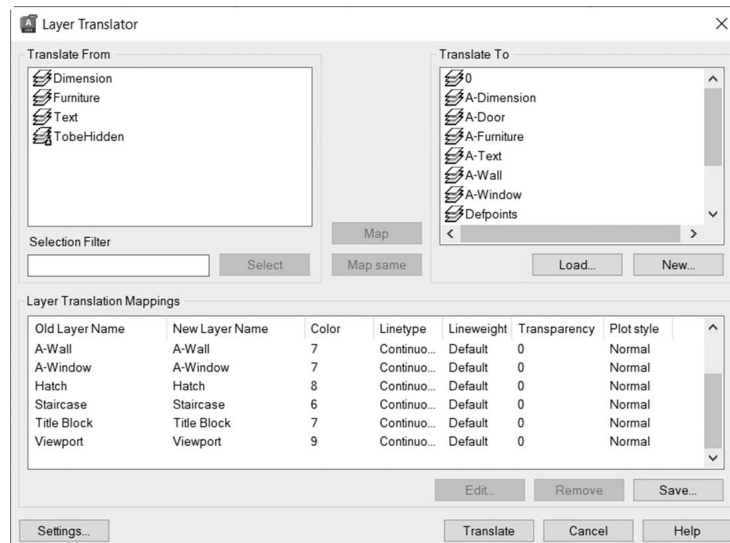 Layer Translator
Translate From
Dimension
Furniture
Text
TobeHidden
Selection Filter
Select
Map
Map same
Translate To
0
A-Dimension
A-Door
A-Furniture
A-Text
A-Wall
A-Window
Defpoints
Load...
New...
Layer Translation Mappings
Old Layer Name New Layer Name Color Linetype Lineweight Transparency Plot style
A-Wall A-Wall 7 Continuo... Default 0 Normal
A-Window A-Window 7 Continuo... Default 0 Normal
Hatch Hatch 8 Continuo... Default 0 Normal
Staircase Staircase 6 Continuo... Default 0 Normal
Title Block Title Block 7 Continuo... Default 0 Normal
Viewport Viewport 9 Continuo... Default 0 Normal
Edit... Remove Save...
Settings... Translate Cancel Help